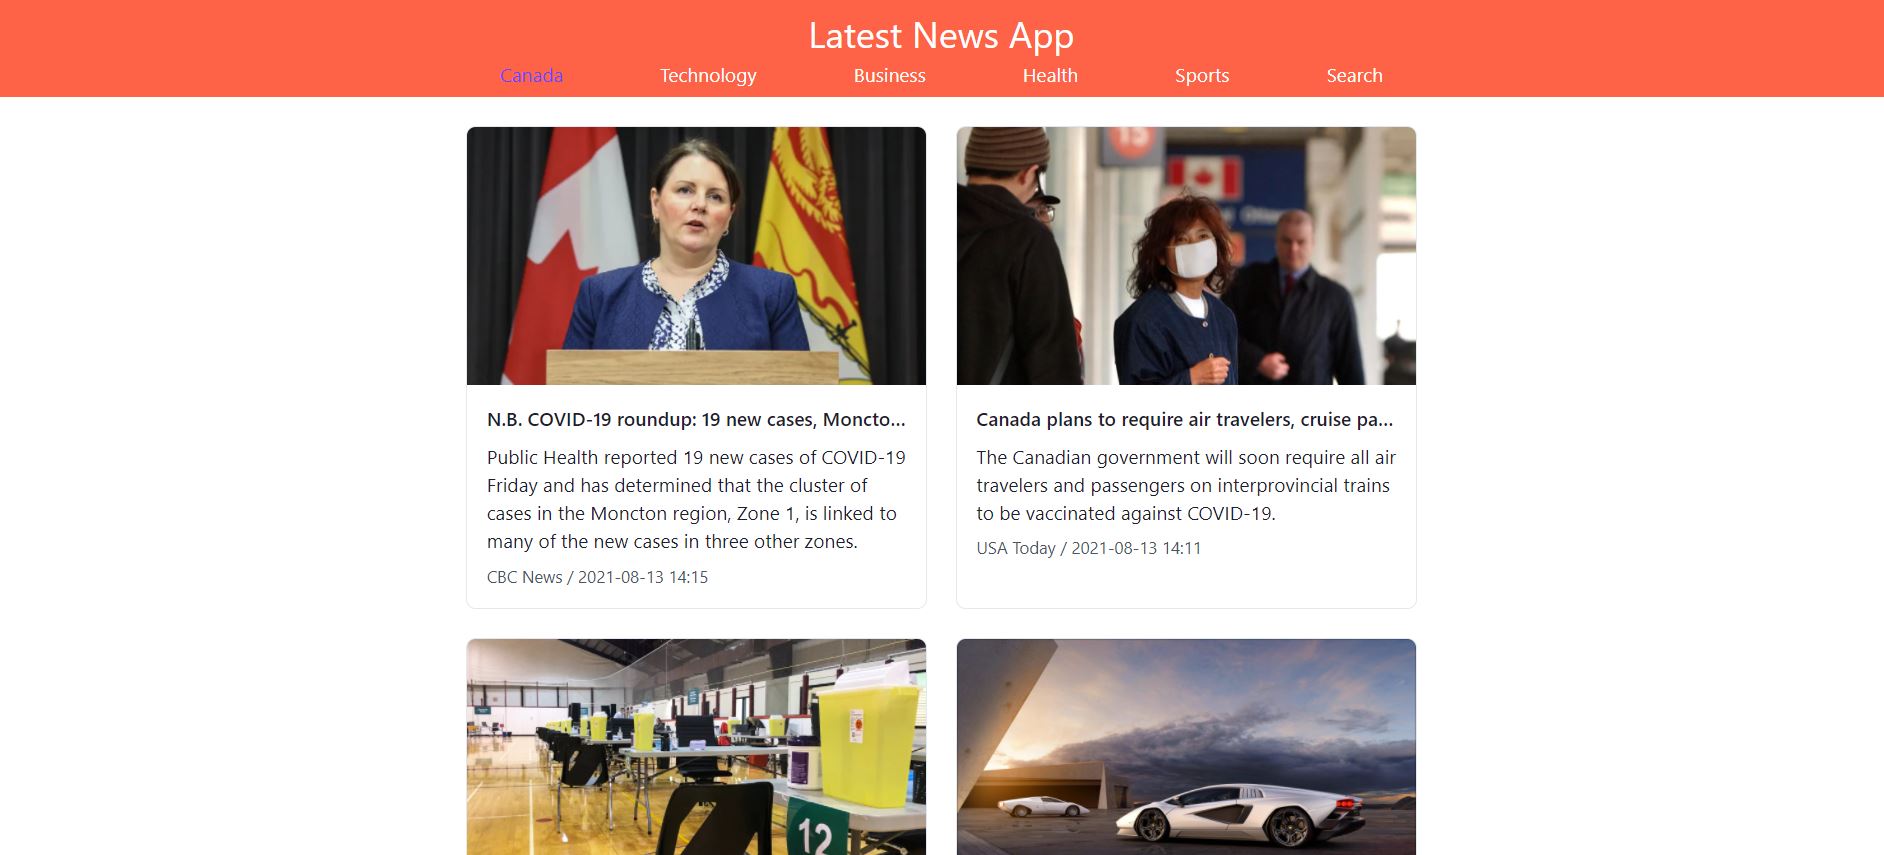 Latest News App
Canada Technology Business Health Sports Search
15
N.B. COVID-19 roundup: 19 new cases, Moncto...
Public Health reported 19 new cases of COVID-19
Friday and has determined that the cluster of
cases in the Moncton region, Zone 1, is linked to
many of the new cases in three other zones.
CBC News / 2021-08-13 14:15
Canada plans to require air travelers, cruise pa...
The Canadian government will soon require all air
travelers and passengers on interprovincial trains
to be vaccinated against COVID-19.
USA Today / 2021-08-13 14:11
12